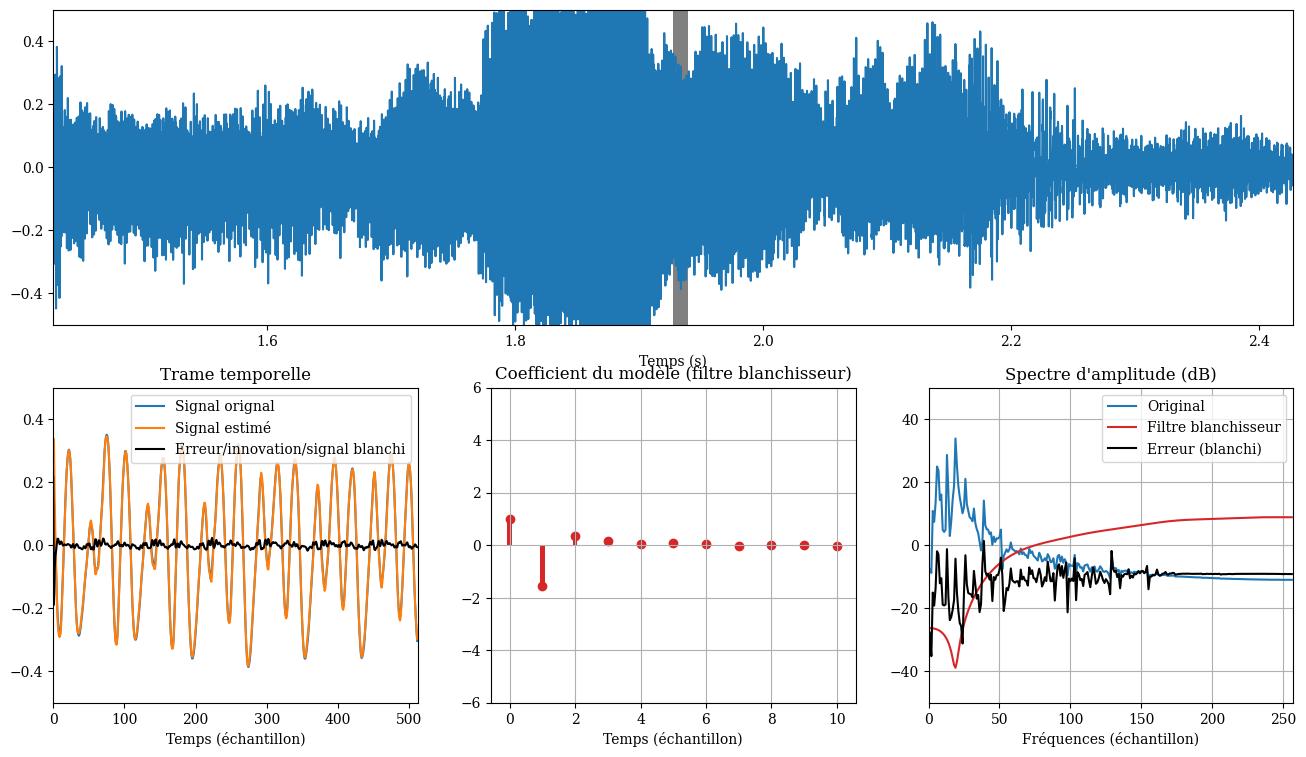 0.4
0.2
0.0
−0.2
−0.4
1.6 1.8 2.0 2.2 2.4
Temps (s)
Trame temporelle
Signal orignal
Signal estimé
Erreur/innovation/signal blanchi
0.4
0.2
0.0
−0.2
−0.4
0 100 200 300 400 500
Temps (échantillon)
Coefficient du modèle (filtre blanchisseur)
6
4
2
0
−2
−4
−6
0 2 4 6 8 10
Temps (échantillon)
Spectre d'amplitude (dB)
Original
Filtre blanchisseur
Erreur (blanchi)
40
20
0
−20
−40
0 50 100 150 200 250
Fréquences (échantillon)